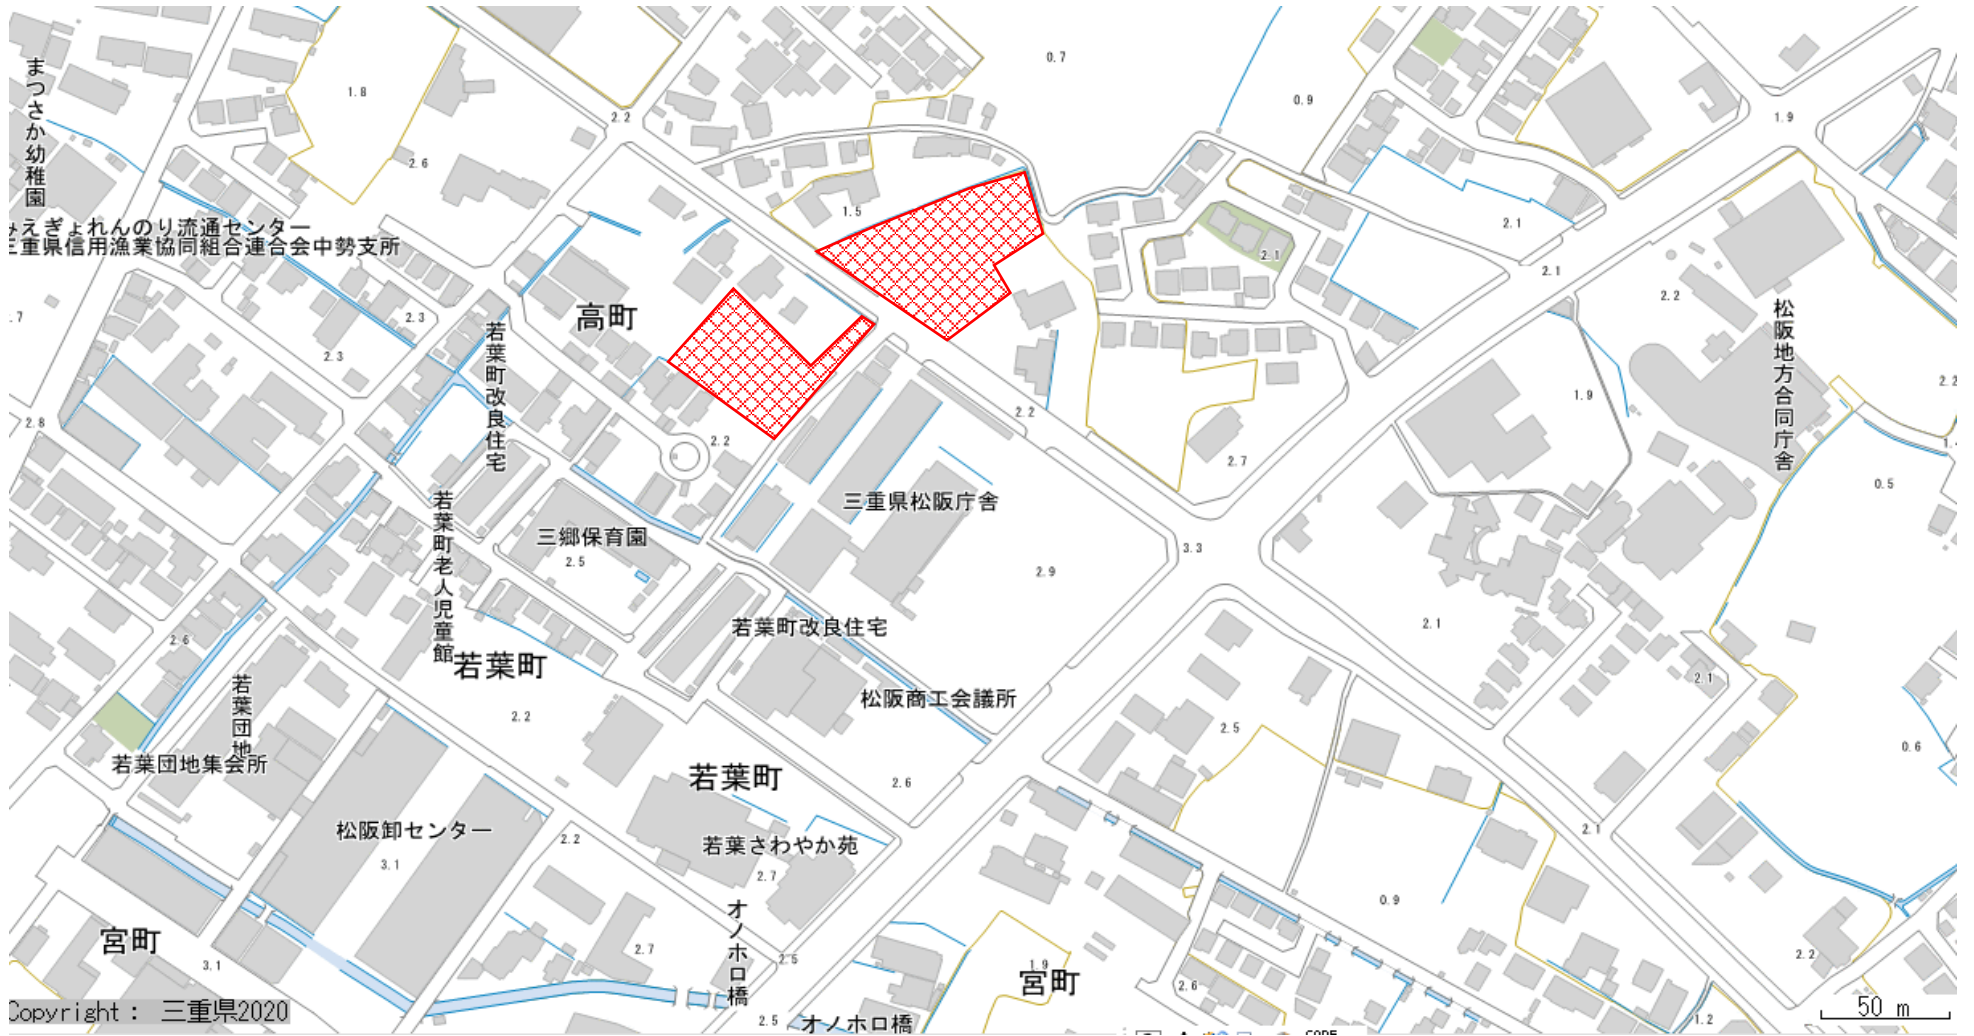 0.7
まつさか幼稚園
1.8
0.9
2.2
1.9
2.6
1.5
2.1
みえぎょれんのり流通センター
三重県信用漁業協同組合連合会中勢支所
2.1
2.1
2.2
高町
2.3
若葉町改良住宅
松阪地方合同庁舎
2.3
2.2
1.9
2.2
2.8
2.2
2.7
0.5
若葉町老人児童館
三重県松阪庁舎
三郷保育園
2.5
3.3
2.9
若葉町改良住宅
2.1
2.6
若葉町
若葉団地
2.1
松阪商工会議所
2.2
2.5
0.6
若葉団地集会所
若葉町
2.6
松阪卸センター
3.1
2.2
若葉さわやか苑
2.7
2.1
0.9
オノホロ橋
宮町
3.1
2.7
2.5
1.9
宮町
2.2
2.6
Copyright : 三重県2020
2.5
オノホロ橋
1.2
50 m